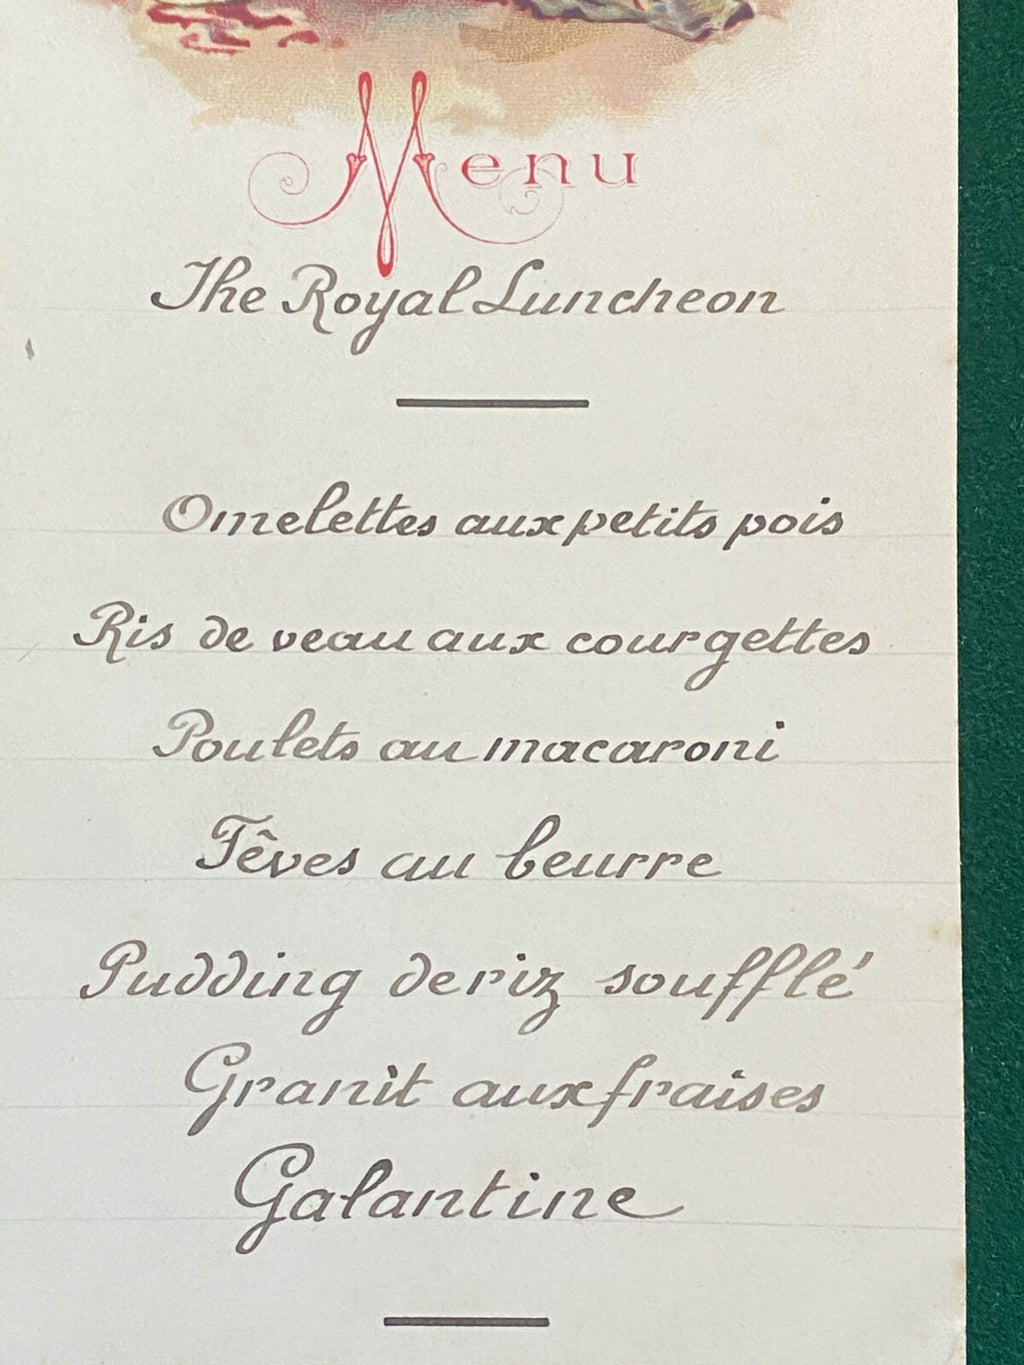 Menu
The Royal Luncheon
Omelettes aux petits pois
Ris de veau aux courgettes
Poulets au macaroni
Fêves au beurre
Pudding de riz soufflé
Granit aux fraises
Galantine